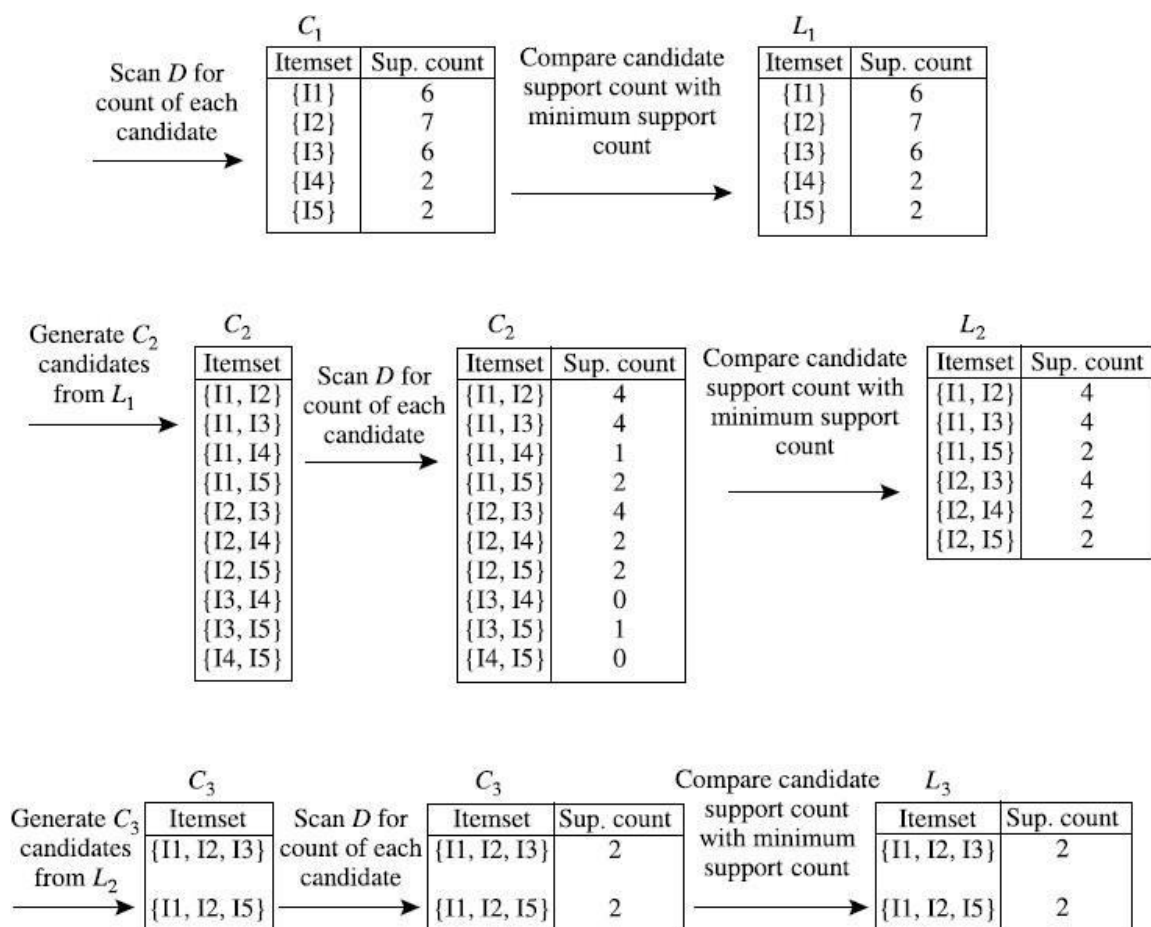 C1
L1
Scan D for
count of each
candidate
Itemset Sup. count
{I1} 6
{I2} 7
{I3} 6
{I4} 2
{I5} 2
Compare candidate
support count with
minimum support
count
Itemset Sup. count
{I1} 6
{I2} 7
{I3} 6
{I4} 2
{I5} 2
Generate C2
candidates
from L1
C2
Itemset
{I1, I2}
{I1, I3}
{I1, I4}
{I1, I5}
{I2, I3}
{I2, I4}
{I2, I5}
{I3, I4}
{I3, I5}
{I4, I5}
Scan D for
count of each
candidate
C2
Itemset Sup. count
{I1, I2} 4
{I1, I3} 4
{I1, I4} 1
{I1, I5} 2
{I2, I3} 4
{I2, I4} 2
{I2, I5} 2
{I3, I4} 0
{I3, I5} 1
{I4, I5} 0
Compare candidate
support count with
minimum support
count
L2
Itemset Sup. count
{I1, I2} 4
{I1, I3} 4
{I1, I5} 2
{I2, I3} 4
{I2, I4} 2
{I2, I5} 2
Generate C3
candidates
from L2
C3
Itemset
{I1, I2, I3}
{I1, I2, I5}
Scan D for
count of each
candidate
C3
Itemset Sup. count
{I1, I2, I3} 2
{I1, I2, I5} 2
Compare candidate
support count
with minimum
support count
L3
Itemset Sup. count
{I1, I2, I3} 2
{I1, I2, I5} 2